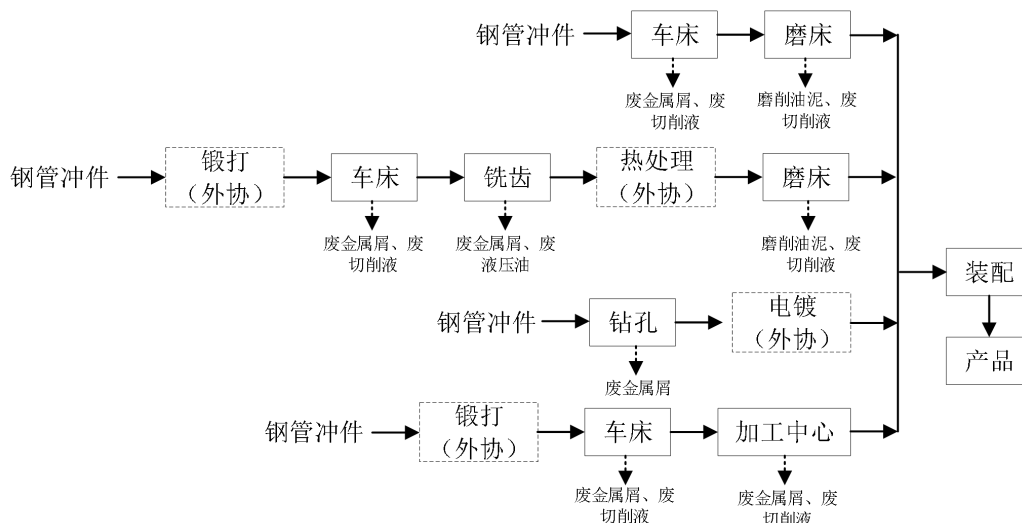 钢管冲件
车床
磨床
废金属屑、废
切削液
磨削油泥、废
切削液
钢管冲件
锻打
（外协）
车床
铣齿
热处理
（外协）
磨床
废金属屑、废
切削液
废金属屑、废
液压油
磨削油泥、废
切削液
装配
产品
钢管冲件
钻孔
电镀
（外协）
废金属屑
钢管冲件
锻打
（外协）
车床
加工中心
废金属屑、废
切削液
废金属屑、废
切削液